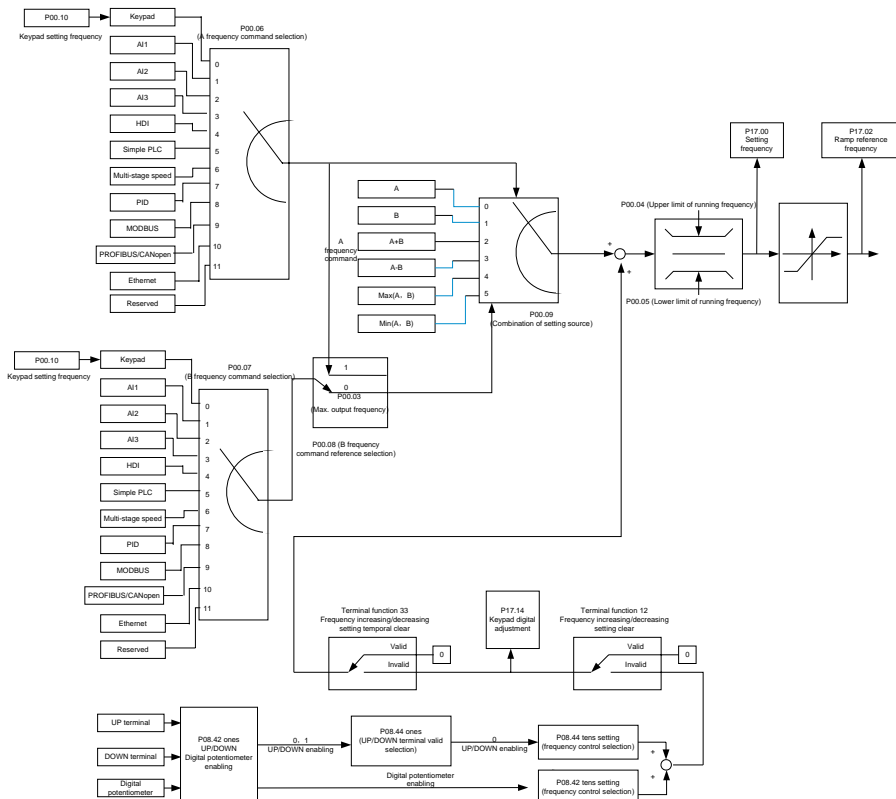 P00.10
Keypad setting frequency
Keypad
AI1
AI2
AI3
HDI
Simple PLC
Multi-stage speed
PID
MODBUS
PROFIBUS/CANopen
Ethernet
Reserved
P00.06
(A frequency command selection)
0
1
2
3
4
5
6
7
8
9
10
11
A
frequency
command
A
B
A+B
A-B
Max(A，B)
Min(A，B)
0
1
2
3
4
5
P00.09
(Combination of setting source)
+
+
P00.04 (Upper limit of running frequency)
P00.05 (Lower limit of running frequency)
P17.00
Setting
frequency
P17.02
Ramp reference
frequency
P00.10
Keypad setting frequency
Keypad
AI1
AI2
AI3
HDI
Simple PLC
Multi-stage speed
PID
MODBUS
PROFIBUS/CANopen
Ethernet
Reserved
P00.07
(B frequency command selection)
0
1
2
3
4
5
6
7
8
9
10
11
1
0
P00.03
(Max. output frequency)
P00.08 (B frequency
command reference selection)
Terminal function 33
Frequency increasing/decreasing
setting temporal clear
Valid
Invalid
0
P17.14
Keypad digital
adjustment
Terminal function 12
Frequency increasing/decreasing
setting clear
Valid
Invalid
0
UP terminal
DOWN terminal
Digital
potentiometer
P08.42 ones
UP/DOWN
Digital potentiometer
enabling
0，1
UP/DOWN enabling
P08.44 ones
(UP/DOWN terminal valid
selection)
0
UP/DOWN enabling
P08.44 tens setting
(frequency control selection)
+
+
Digital potentiometer
enabling
P08.42 tens setting
(frequency control selection)